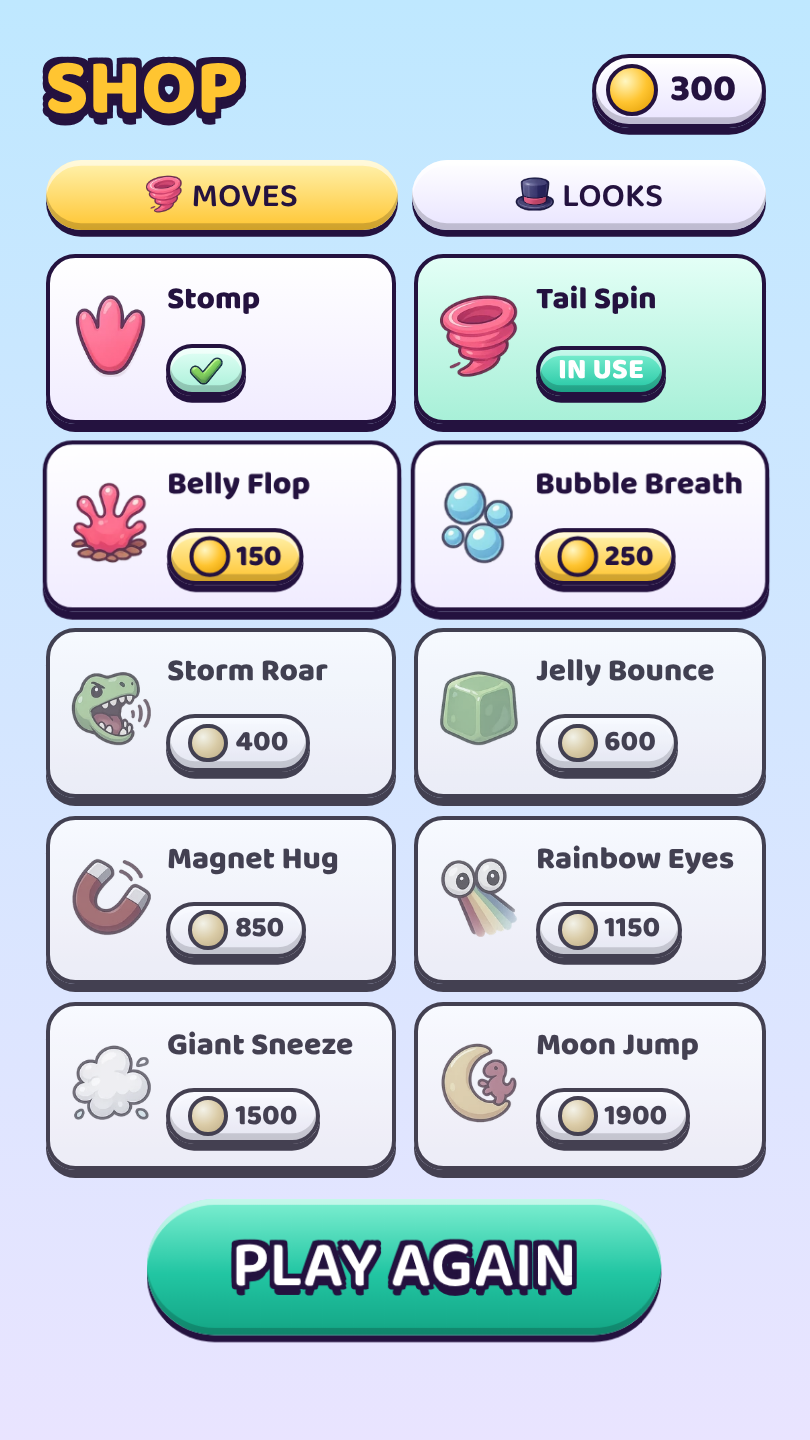 SHOP
300
MOVES
LOOKS
Stomp
Tail Spin
IN USE
Belly Flop
150
Bubble Breath
250
Storm Roar
400
Jelly Bounce
600
Magnet Hug
850
Rainbow Eyes
1150
Giant Sneeze
1500
Moon Jump
1900
PLAY AGAIN